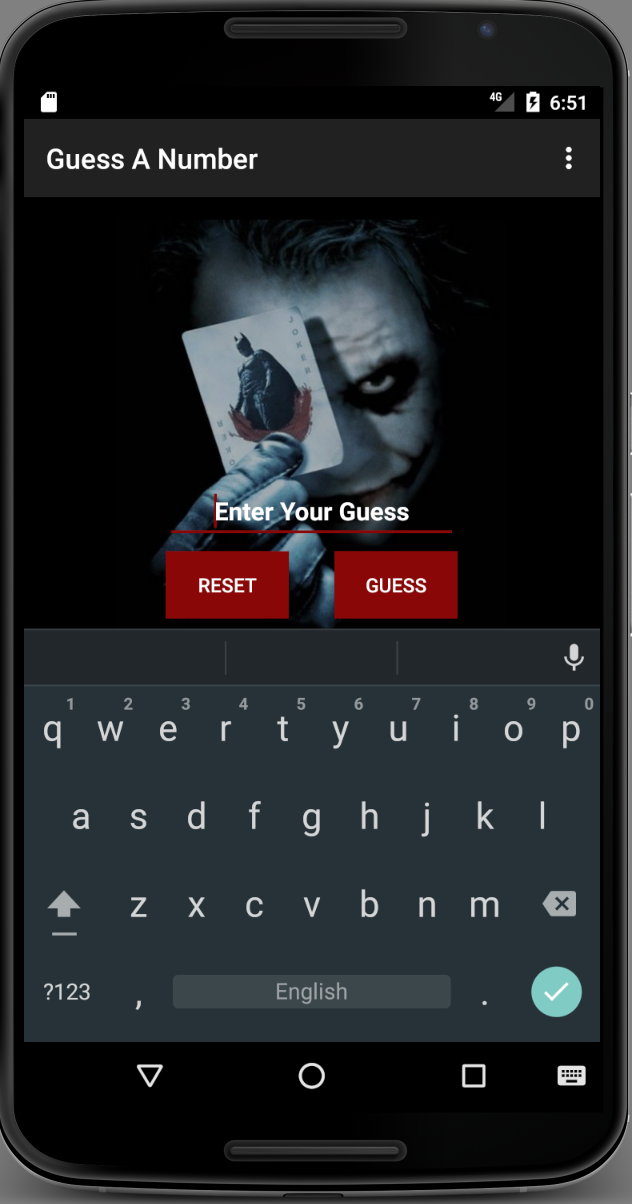 4G 6:51
Guess A Number
JOKER
JOKER
Enter Your Guess
RESET GUESS
1 2 3 4 5 6 7 8 9 0
q w e r t y u i o p
a s d f g h j k l
z x c v b n m
?123 , English .